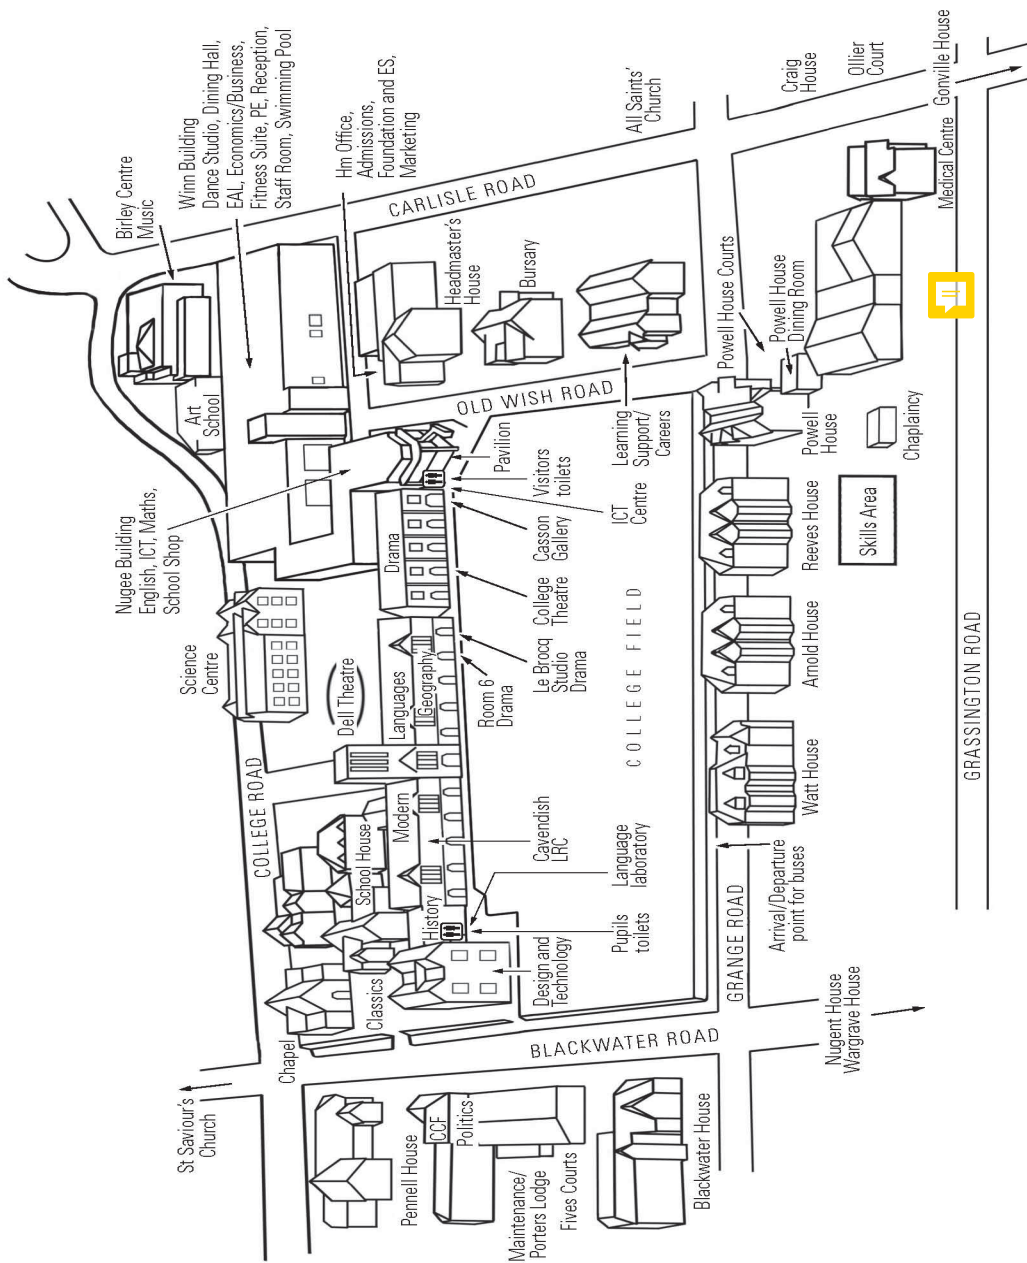 Birley Centre
Music
Winn Building
Dance Studio, Dining Hall,
EAL, Economics/Business,
Fitness Suite, PE, Reception,
Staff Room, Swimming Pool
Hm Office,
Admissions,
Foundation and ES,
Marketing
All Saints'
Church
Craig
House
Ollier
Court
Gonville House
Medical Centre
CARLISLE ROAD
Headmaster's
House
Bursary
Powell House Courts
Powell House
Dining Room
Art
School
OLD WISH ROAD
Nugee Building
English, ICT, Maths,
School Shop
Pavilion
Visitors
toilets
Learning
Support/
Careers
Powell
House
Chaplaincy
ICT
Centre
Casson
Gallery
Drama
College
Theatre
Reeves House
Skills Area
Science
Centre
Dell Theatre
Languages
Geography
Le Brocq
Studio
Drama
Room 6
Drama
COLLEGE FIELD
Arnold House
GRASSINGTON ROAD
COLLEGE ROAD
School House
Modern
Cavendish
LRC
Language
laboratory
Watt House
Arrival/Departure
point for buses
History
Pupils
toilets
Classics
Design and
Technology
GRANGE ROAD
Chapel
BLACKWATER ROAD
Nugent House
Wargrave House
St Saviour's
Church
Pennell House
CCF
Politics
Maintenance/
Porters Lodge
Fives Courts
Blackwater House